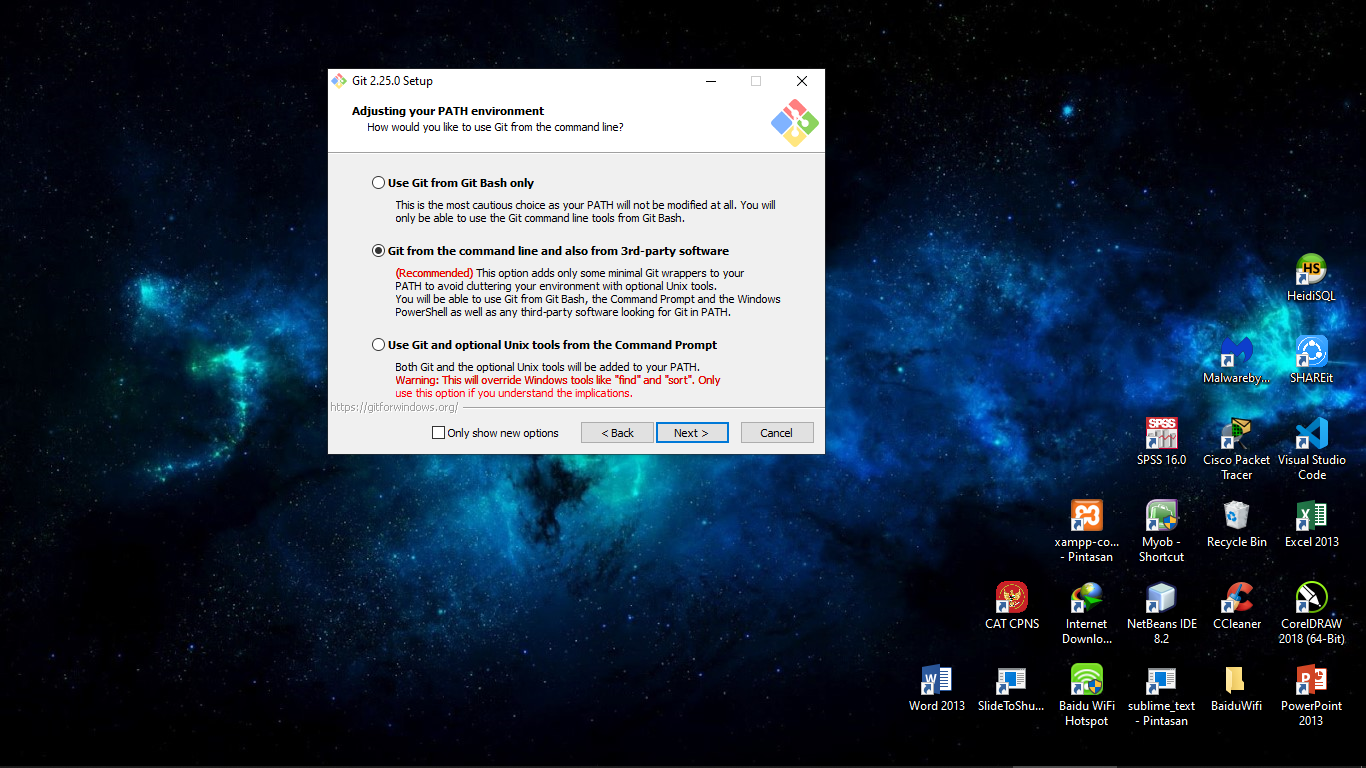 Git 2.25.0 Setup
Adjusting your PATH environment
How would you like to use Git from the command line?
Use Git from Git Bash only
This is the most cautious choice as your PATH will not be modified at all. You will
only be able to use the Git command line tools from Git Bash.
Git from the command line and also from 3rd-party software
(Recommended) This option adds only some minimal Git wrappers to your
PATH to avoid cluttering your environment with optional Unix tools.
You will be able to use Git from Git Bash, the Command Prompt and the Windows
PowerShell as well as any third-party software looking for Git in PATH.
Use Git and optional Unix tools from the Command Prompt
Both Git and the optional Unix tools will be added to your PATH.
Warning: This will override Windows tools like "find" and "sort". Only
use this option if you understand the implications.
https://gitforwindows.org/
Only show new options
< Back
Next >
Cancel
HS
HeidiSQL
Malwareby...
SHAREit
SPSS
SPSS 16.0
Cisco Packet
Tracer
Visual Studio
Code
xampp-co...
- Pintasan
Myob -
Shortcut
Recycle Bin
Excel 2013
CAT CPNS
Internet
Downlo...
NetBeans IDE
8.2
CCleaner
CorelDRAW
2018 (64-Bit)
Word 2013
SlideToShu...
Baidu WiFi
Hotspot
sublime_text
- Pintasan
BaiduWifi
PowerPoint
2013